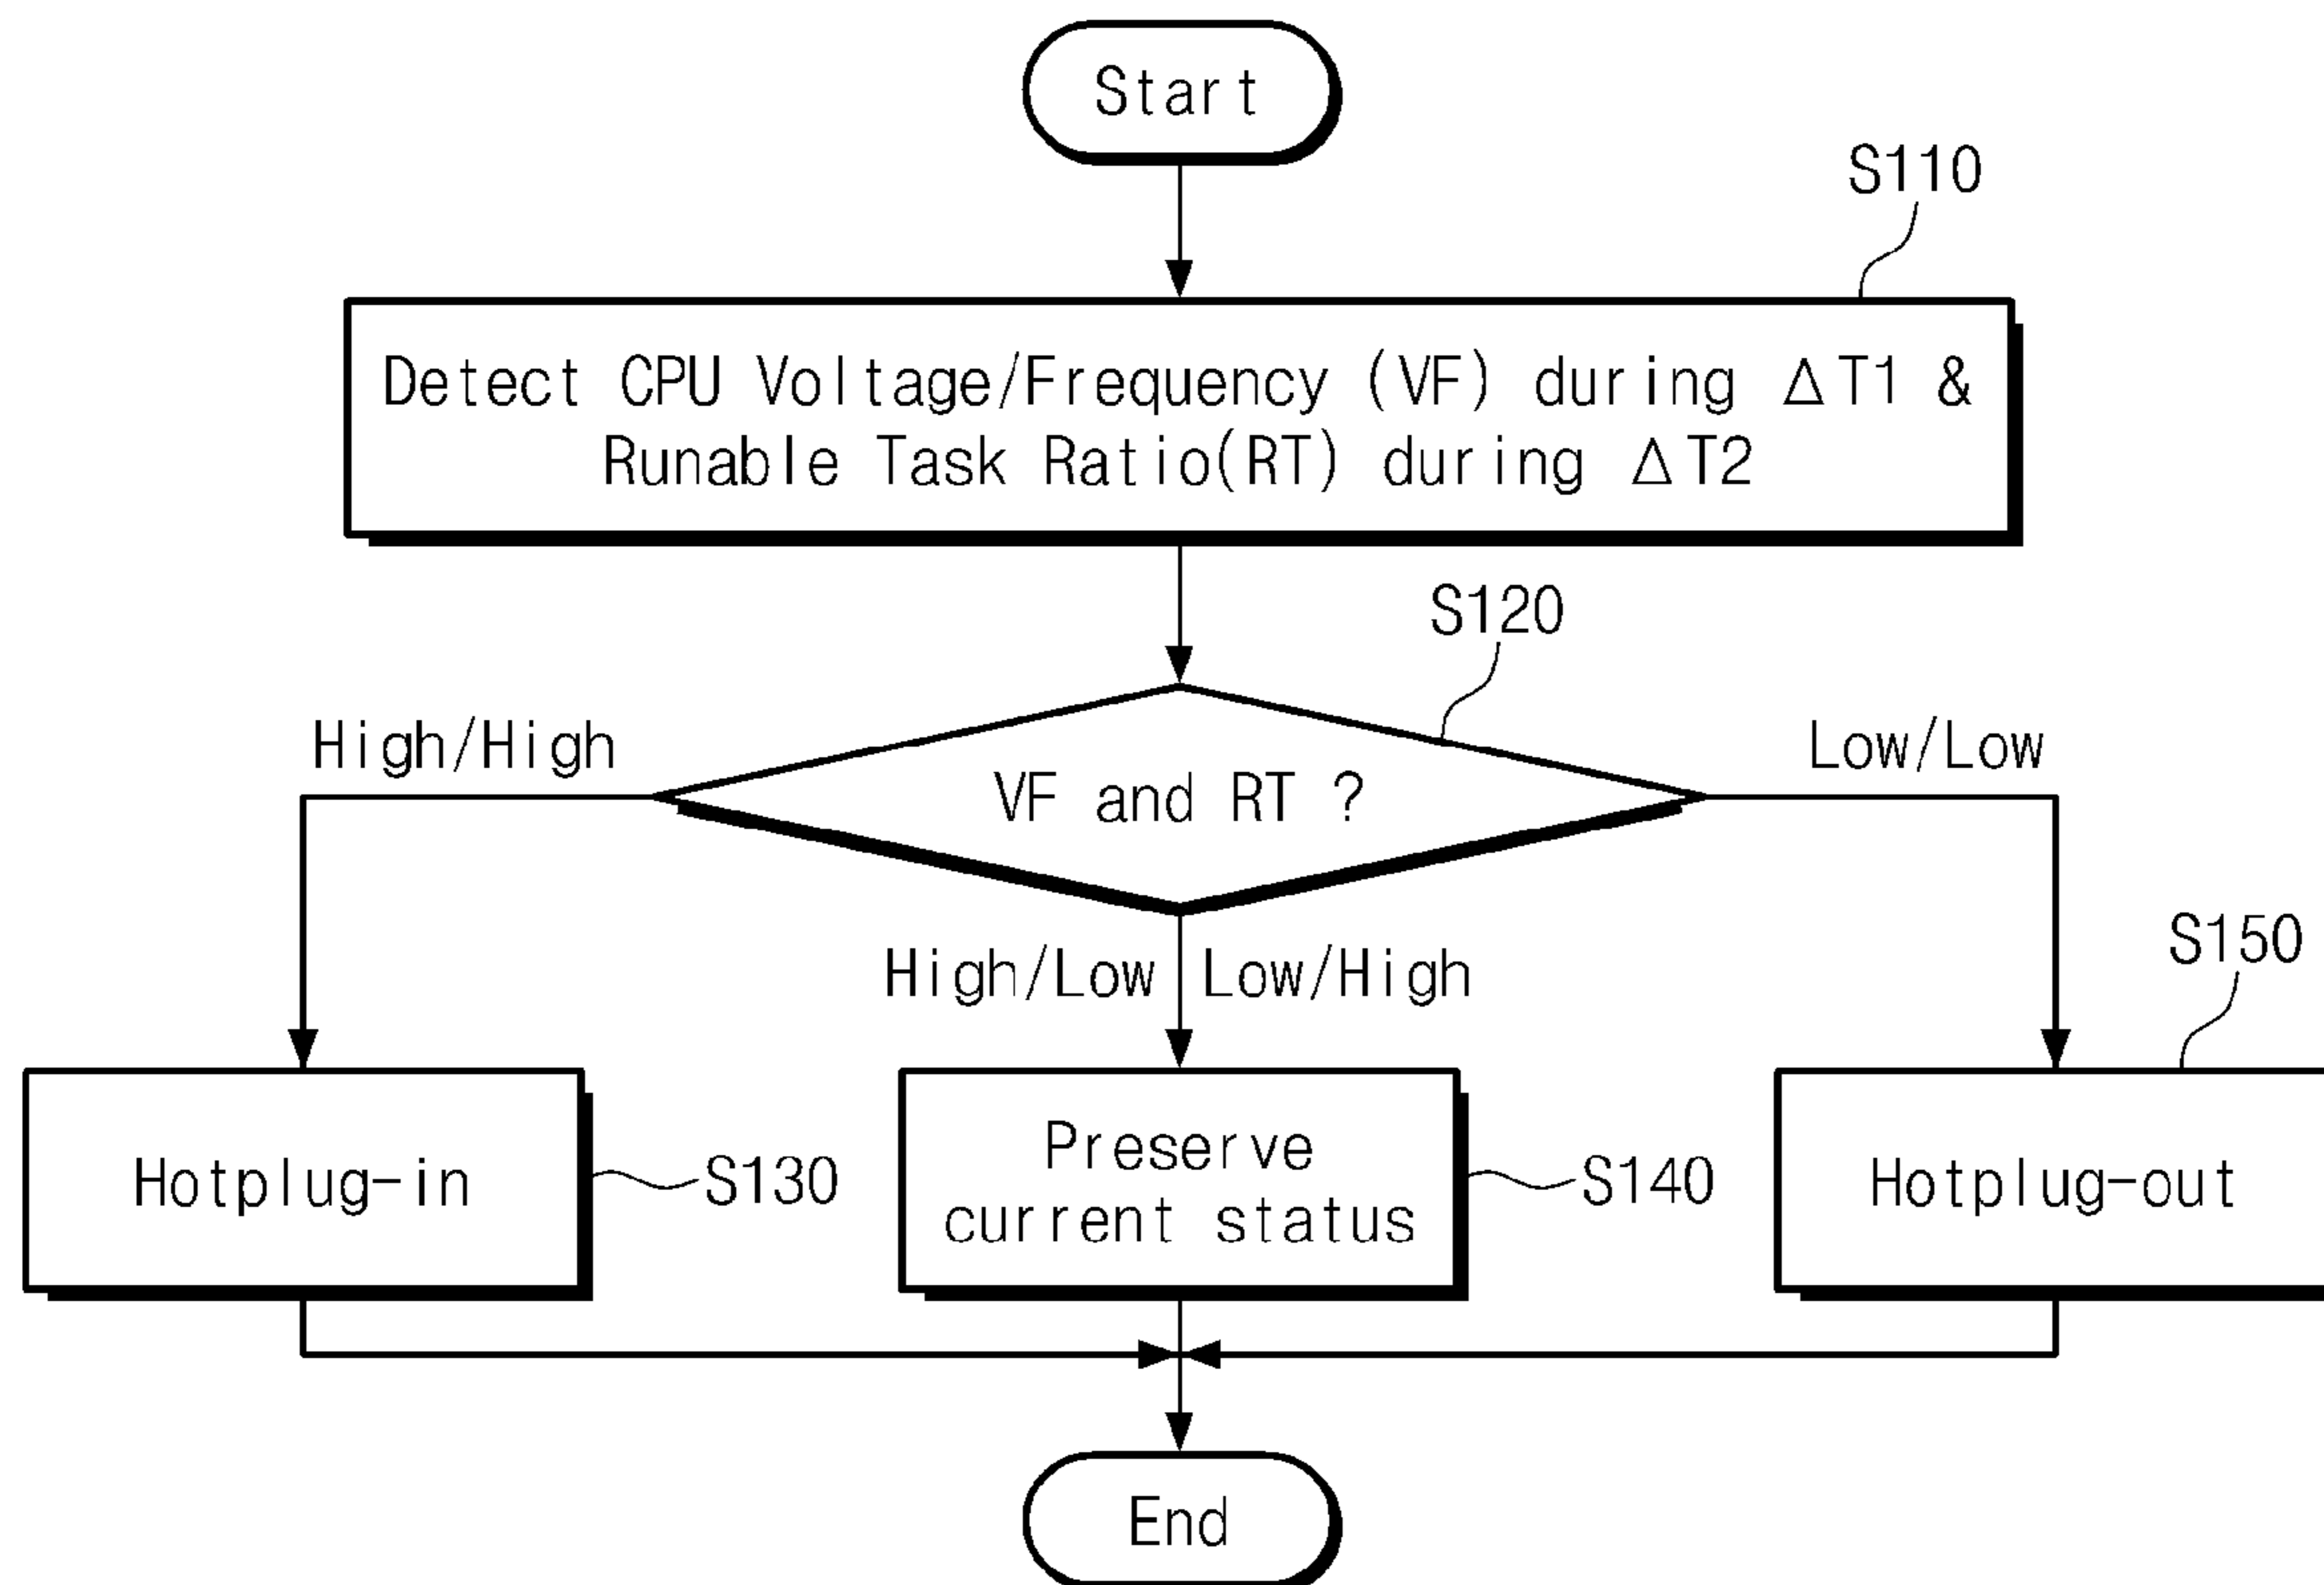 Start
S110
Detect CPU Voltage/Frequency (VF) during ΔT1 &
Runable Task Ratio(RT) during ΔT2
S120
High/High
VF and RT ?
Low/Low
High/Low
Low/High
S150
Hotplug-in
S130
Preserve
current status
S140
Hotplug-out
End